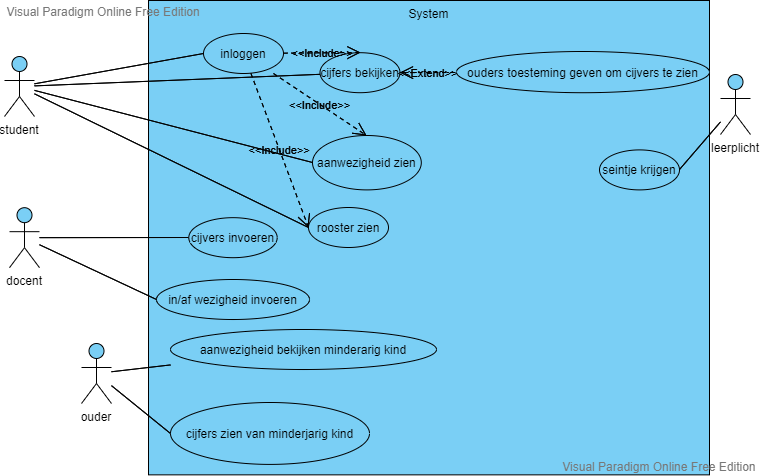 Visual Paradigm Online Free Edition
System
inloggen
<<Include>>
cijfers bekijken
<<Extend>>
ouders toesteming geven om cijvers te zien
student
<<Include>>
leerplicht
<<Include>>
aanwezigheid zien
seintje krijgen
rooster zien
cijvers invoeren
docent
in/af wezigheid invoeren
aanwezigheid bekijken minderarig kind
ouder
cijfers zien van minderjarig kind
Visual Paradigm Online Free Edition